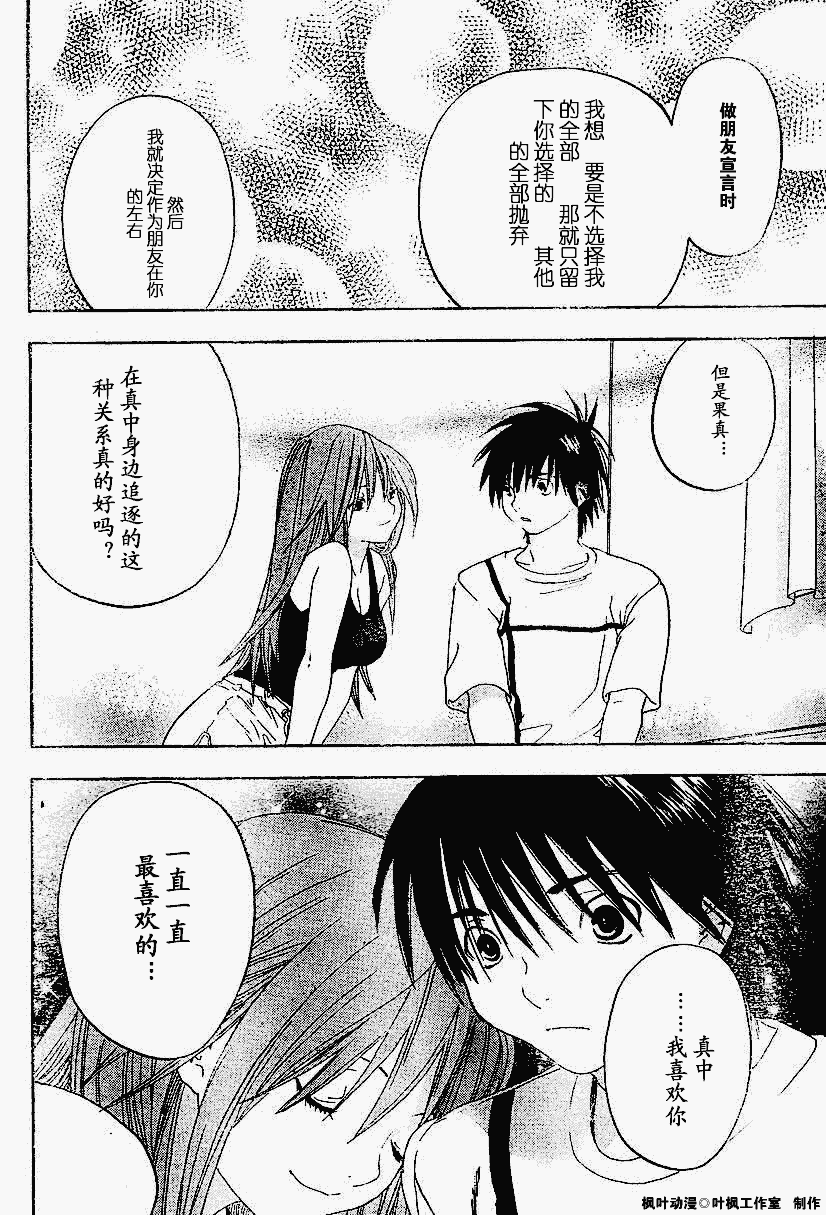 做朋友宣言时
我想 要是不选择我
的全部 那就只留
下你选择的 其他
的全部抛弃
然后
我就决定作为朋友在你
的左右
但是果真…
在真中身边追逐的这
种关系真的好吗？
真中
……我喜欢你
一直一直
最喜欢的…
枫叶动漫◎叶枫工作室 制作